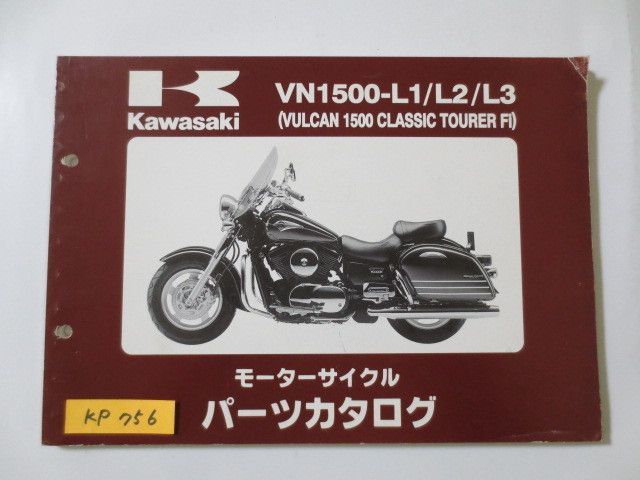 Kawasaki
VN1500-L1/L2/L3
(VULCAN 1500 CLASSIC TOURER Fi)
モーターサイクル
パーツカタログ
KP 756